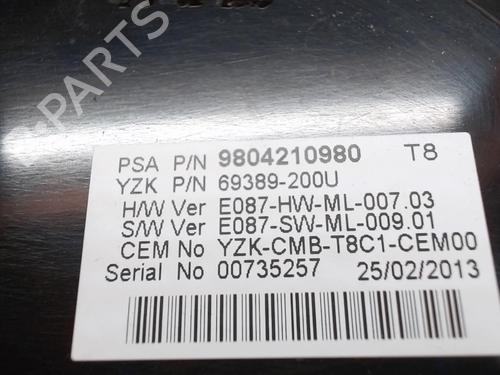 PSA P/N 9804210980 T8
YZK P/N 69389-200U
H/W Ver E087-HW-ML-007.03
S/W Ver E087-SW-ML-009.01
CEM No YZK-CMB-T8C1-CEM00
Serial No 00735257 25/02/2013
B-PARTS